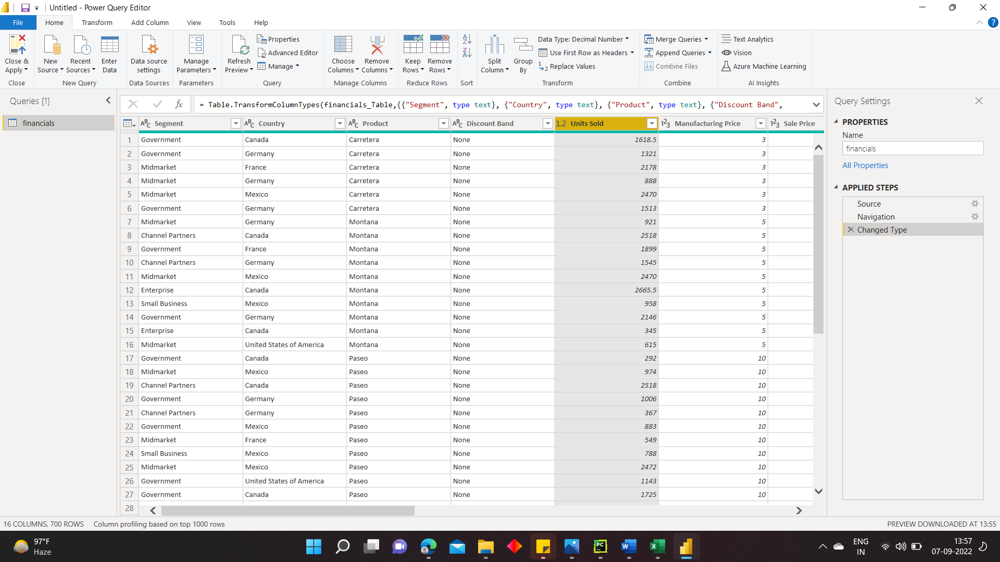 Untitled - Power Query Editor
File Home Transform Add Column View Tools Help
Close & Apply
Close
New Source
Recent Sources
Enter Data
New Query
Data source settings
Data Sources
Manage Parameters
Parameters
Refresh Preview
Properties
Advanced Editor
Manage
Query
Choose Columns
Remove Columns
Manage Columns
Keep Rows
Remove Rows
Reduce Rows
Sort
Split Column
Group By
Data Type: Decimal Number
Use First Row as Headers
Replace Values
Transform
Merge Queries
Append Queries
Combine Files
Combine
Text Analytics
Vision
Azure Machine Learning
AI Insights
Queries [1]
financials
fx
= Table.TransformColumnTypes(financials_Table,{{"Segment", type text}, {"Country", type text}, {"Product", type text}, {"Discount Band",
ABC Segment ABC Country ABC Product ABC Discount Band 1.2 Units Sold 123 Manufacturing Price 123 Sale Price
1 Government Canada Carretera None 1618.5 3
2 Government Germany Carretera None 1321 3
3 Midmarket France Carretera None 2178 3
4 Midmarket Germany Carretera None 888 3
5 Midmarket Mexico Carretera None 2470 3
6 Government Germany Carretera None 1513 3
7 Midmarket Germany Montana None 921 5
8 Channel Partners Canada Montana None 2518 5
9 Government France Montana None 1899 5
10 Channel Partners Germany Montana None 1545 5
11 Midmarket Mexico Montana None 2470 5
12 Enterprise Canada Montana None 2665.5 5
13 Small Business Mexico Montana None 958 5
14 Government Germany Montana None 2146 5
15 Enterprise Canada Montana None 345 5
16 Midmarket United States of America Montana None 615 5
17 Government Canada Paseo None 292 10
18 Midmarket Mexico Paseo None 974 10
19 Channel Partners Canada Paseo None 2518 10
20 Government Germany Paseo None 1006 10
21 Channel Partners Germany Paseo None 367 10
22 Government Mexico Paseo None 883 10
23 Midmarket France Paseo None 549 10
24 Small Business Mexico Paseo None 788 10
25 Midmarket Mexico Paseo None 2472 10
26 Government United States of America Paseo None 1143 10
27 Government Canada Paseo None 1725 10
28
Query Settings
PROPERTIES
Name
financials
All Properties
APPLIED STEPS
Source
Navigation
Changed Type
16 COLUMNS, 700 ROWS Column profiling based on top 1000 rows
PREVIEW DOWNLOADED AT 13:55
97°F
Haze
PC
W
X
ENG
IN
13:57
07-09-2022